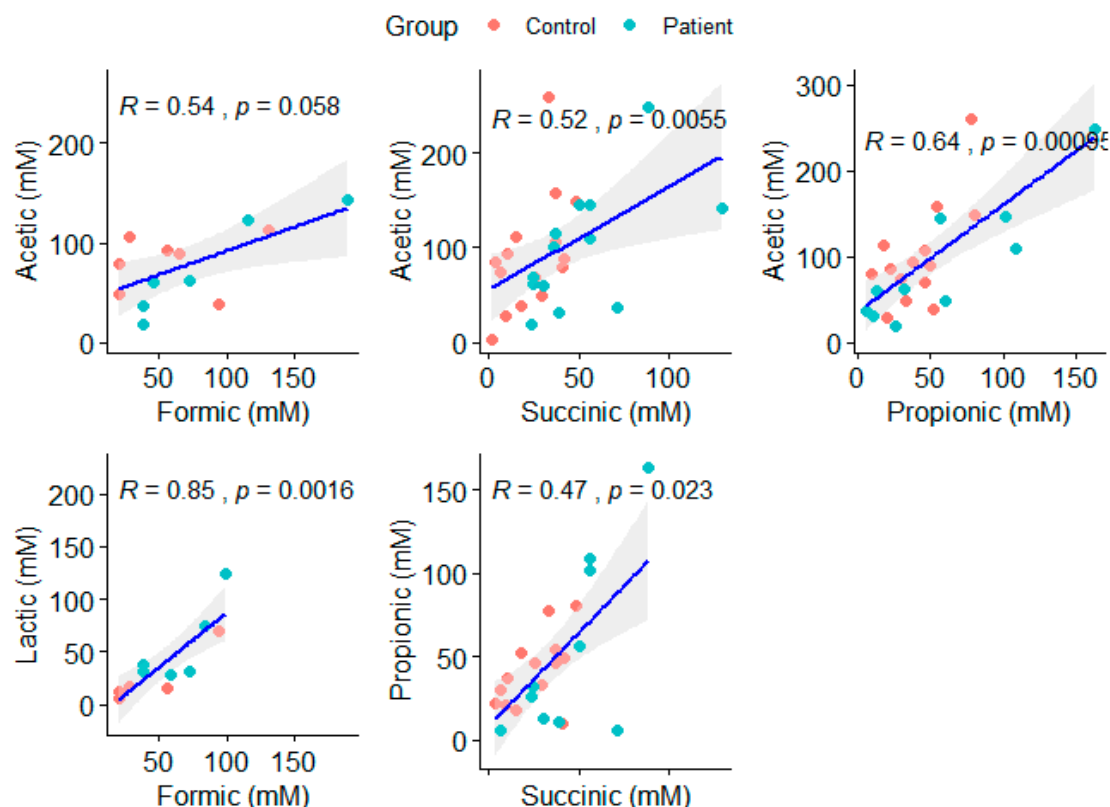 Group Control Patient
R = 0.54 , p = 0.058
200
100
0
Acetic (mM)
50 100 150
Formic (mM)
R = 0.52 , p = 0.0055
200
100
0
Acetic (mM)
0 50 100
Succinic (mM)
R = 0.64 , p = 0.00095
300
200
100
0
Acetic (mM)
0 50 100 150
Propionic (mM)
R = 0.85 , p = 0.0016
200
150
100
50
0
Lactic (mM)
50 100 150
Formic (mM)
R = 0.47 , p = 0.023
150
100
50
0
Propionic (mM)
Succinic (mM)